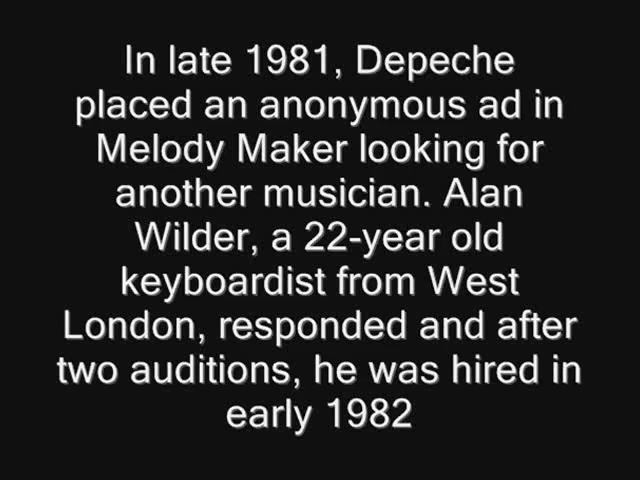 In late 1981, Depeche
placed an anonymous ad in
Melody Maker looking for
another musician. Alan
Wilder, a 22-year old
keyboardist from West
London, responded and after
two auditions, he was hired in
early 1982